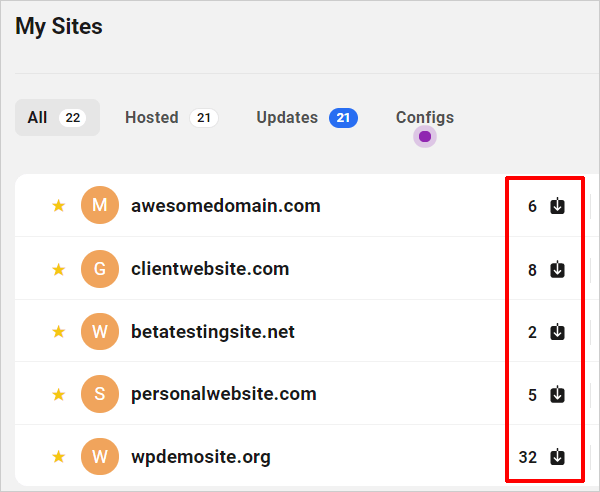 My Sites
All 22 Hosted 21 Updates 21 Configs
M awesomedomain.com 6
G clientwebsite.com 8
W betatestingsite.net 2
S personalwebsite.com 5
W wpdemosite.org 32